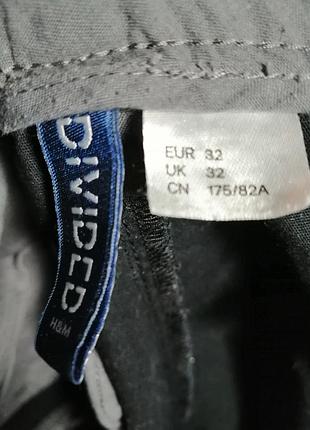 DIVIDED
H&M
EUR 32
UK 32
CN 175/82A